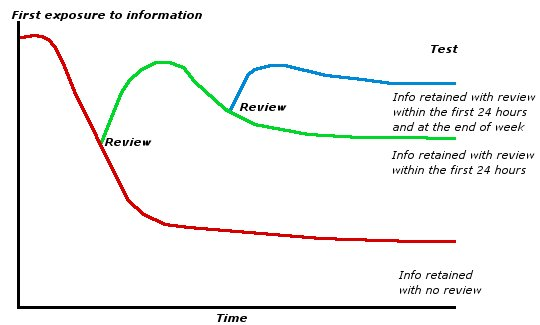 First exposure to information
Test
Review
Info retained with review
within the first 24 hours
and at the end of week
Review
Info retained with review
within the first 24 hours
Info retained
with no review
Time